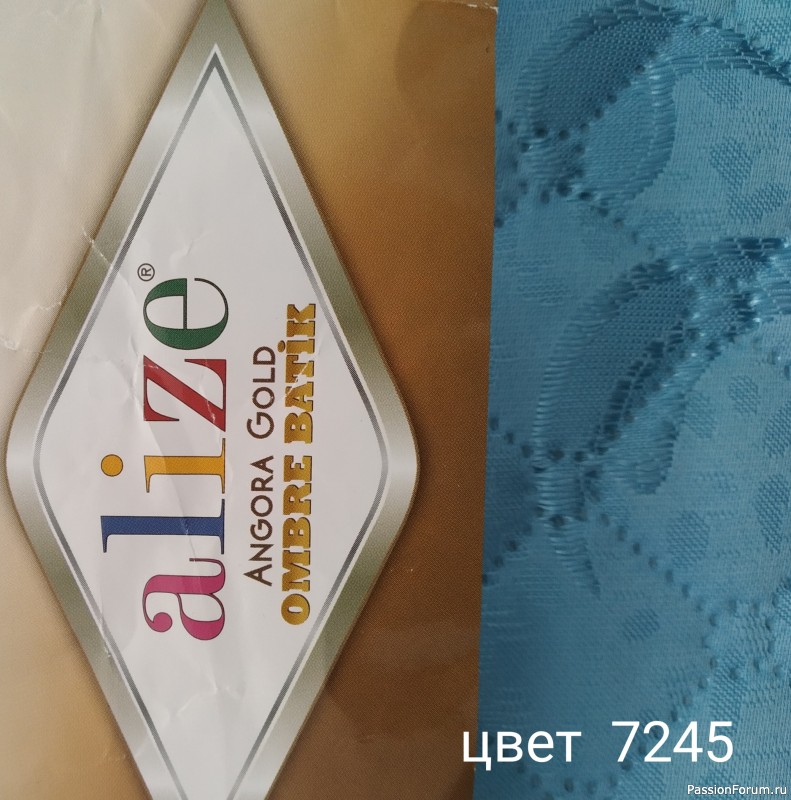 alize®
ANGORA GOLD
OMBRE BATİK
цвет 7245
PassionForum.ru